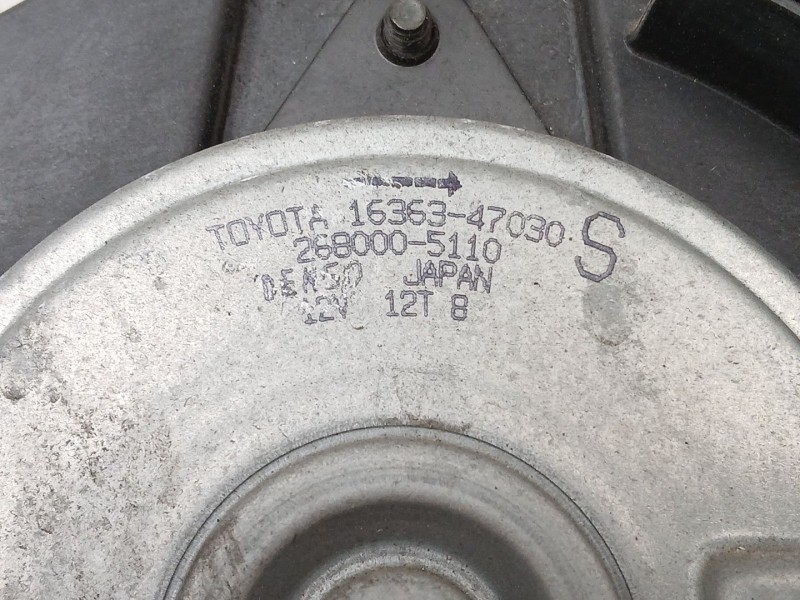 TOYOTA 16363-47030 S
268000-5110
DENSO JAPAN
12V 12T 8